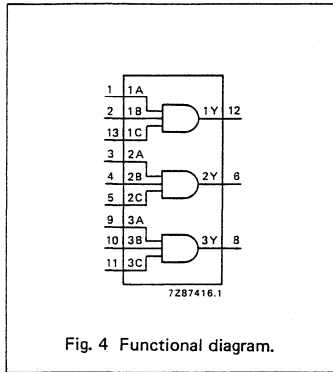 1 1A
2 1B 1Y 12
13 1C
3 2A
4 2B 2Y 6
5 2C
9 3A
10 3B 3Y 8
11 3C
7Z87416.1
Fig. 4 Functional diagram.